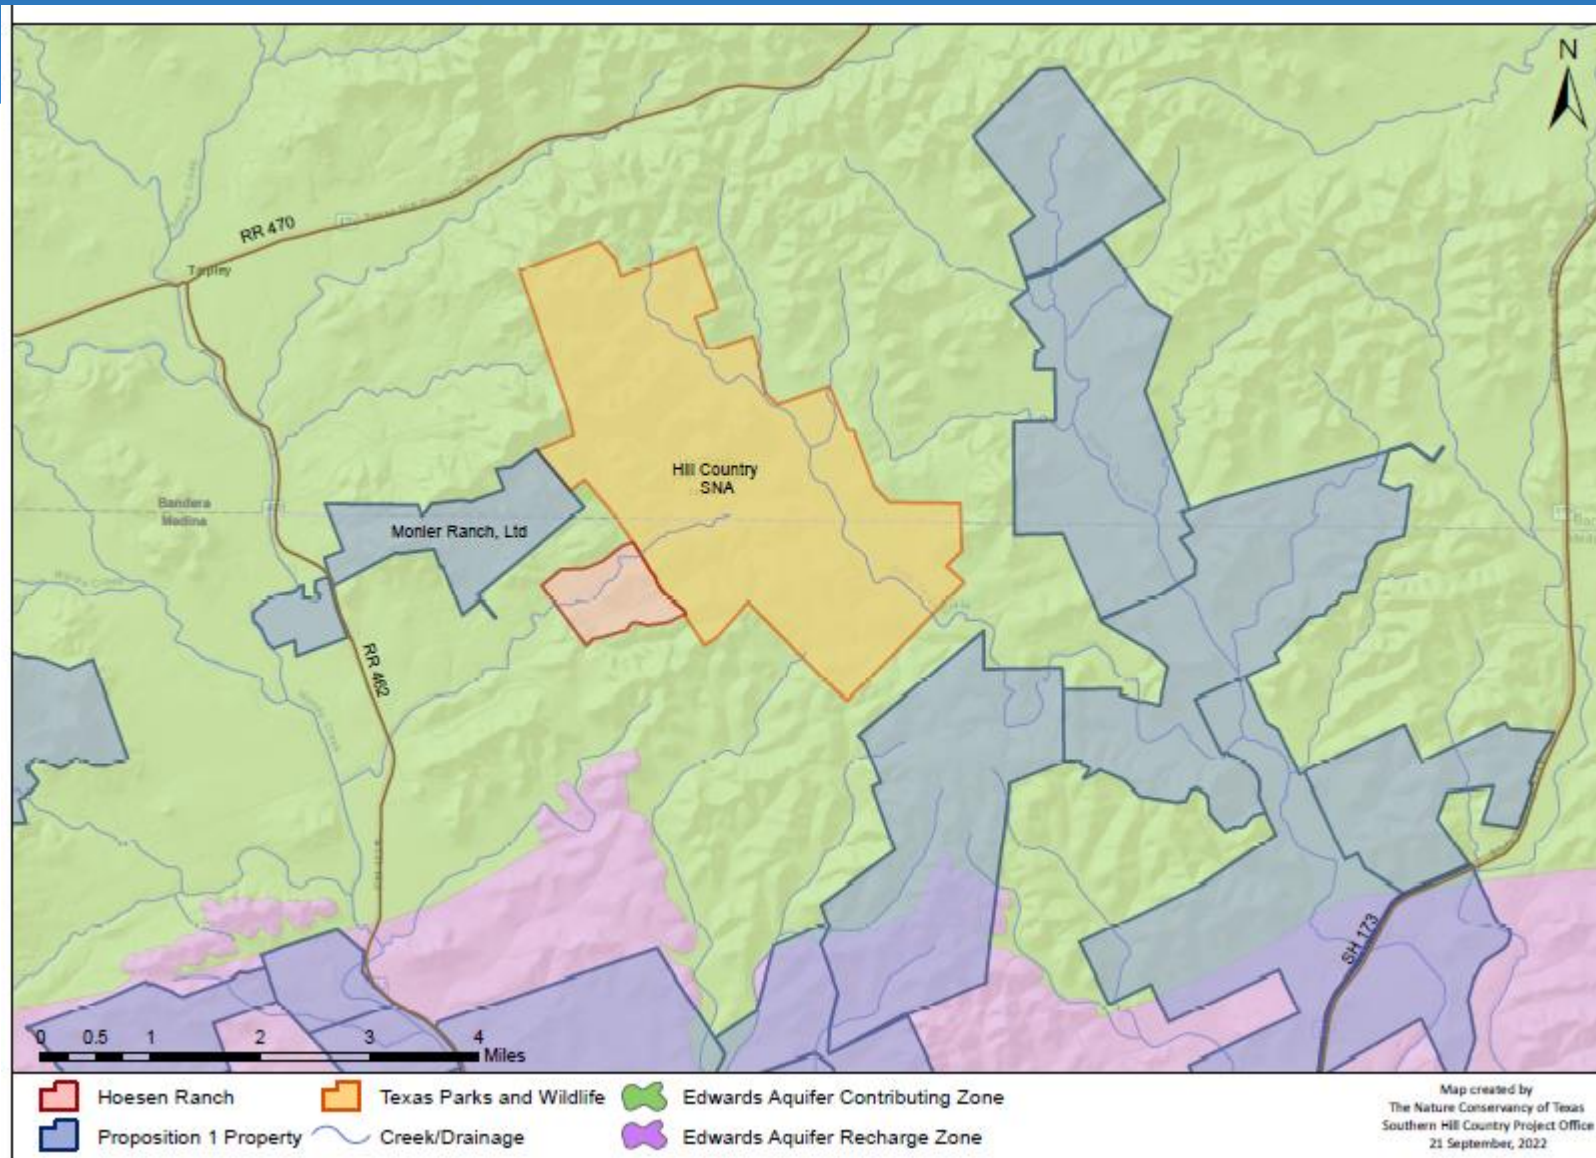 N
RR 470
Tarpley
Hill Country
SNA
Bandera
Medina
Monier Ranch, Ltd
RR 462
SH 173
0 0.5 1 2 3 4
Miles
Hoesen Ranch
Texas Parks and Wildlife
Edwards Aquifer Contributing Zone
Proposition 1 Property
Creek/Drainage
Edwards Aquifer Recharge Zone
Map created by
The Nature Conservancy of Texas
Southern Hill Country Project Office
21 September, 2022